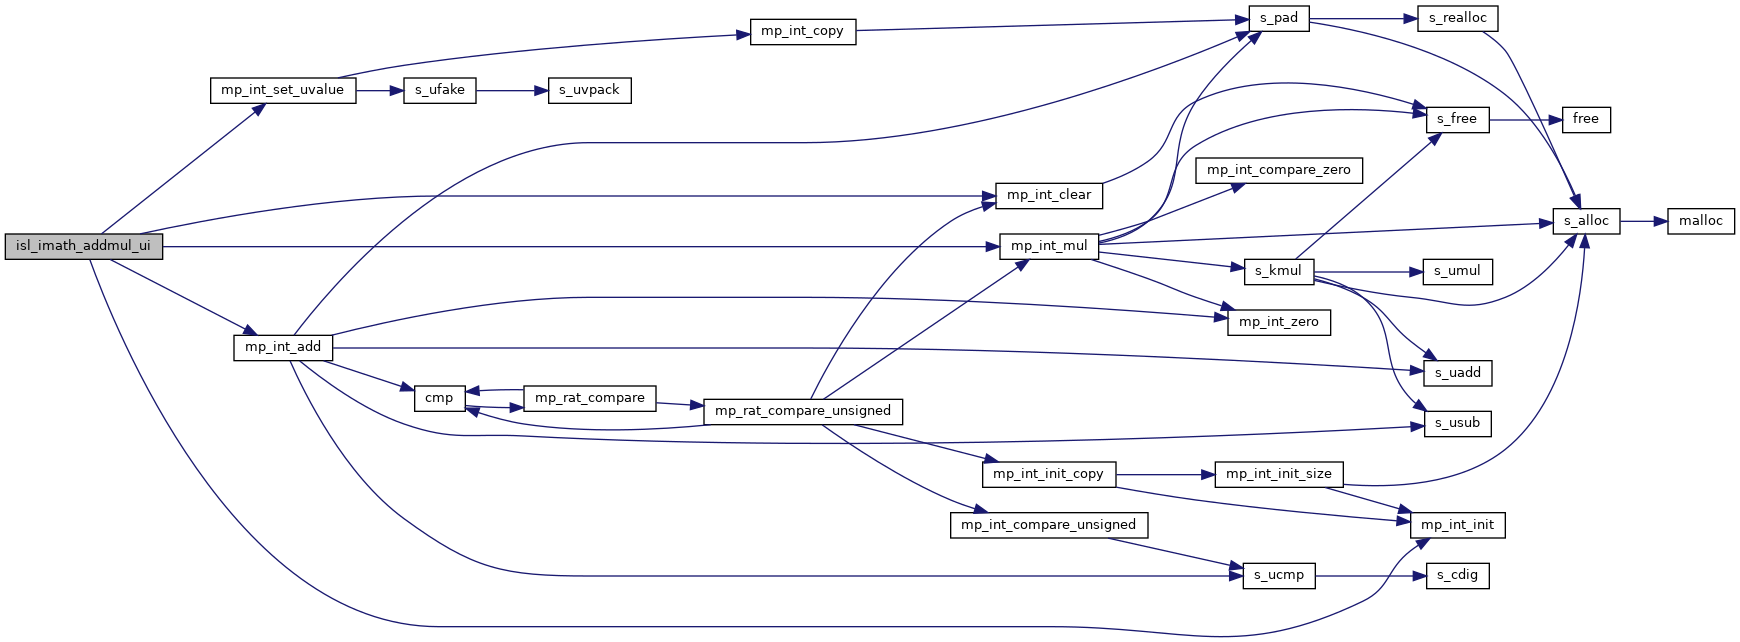 isl_imath_addmul_ui
mp_int_set_uvalue
mp_int_add
s_ufake
cmp
s_uvpack
mp_rat_compare
mp_int_copy
mp_rat_compare_unsigned
mp_int_clear
mp_int_mul
mp_int_init_copy
mp_int_compare_unsigned
s_pad
mp_int_compare_zero
s_kmul
mp_int_zero
mp_int_init_size
s_ucmp
s_realloc
s_free
s_umul
s_uadd
s_usub
mp_int_init
s_cdig
free
s_alloc
malloc